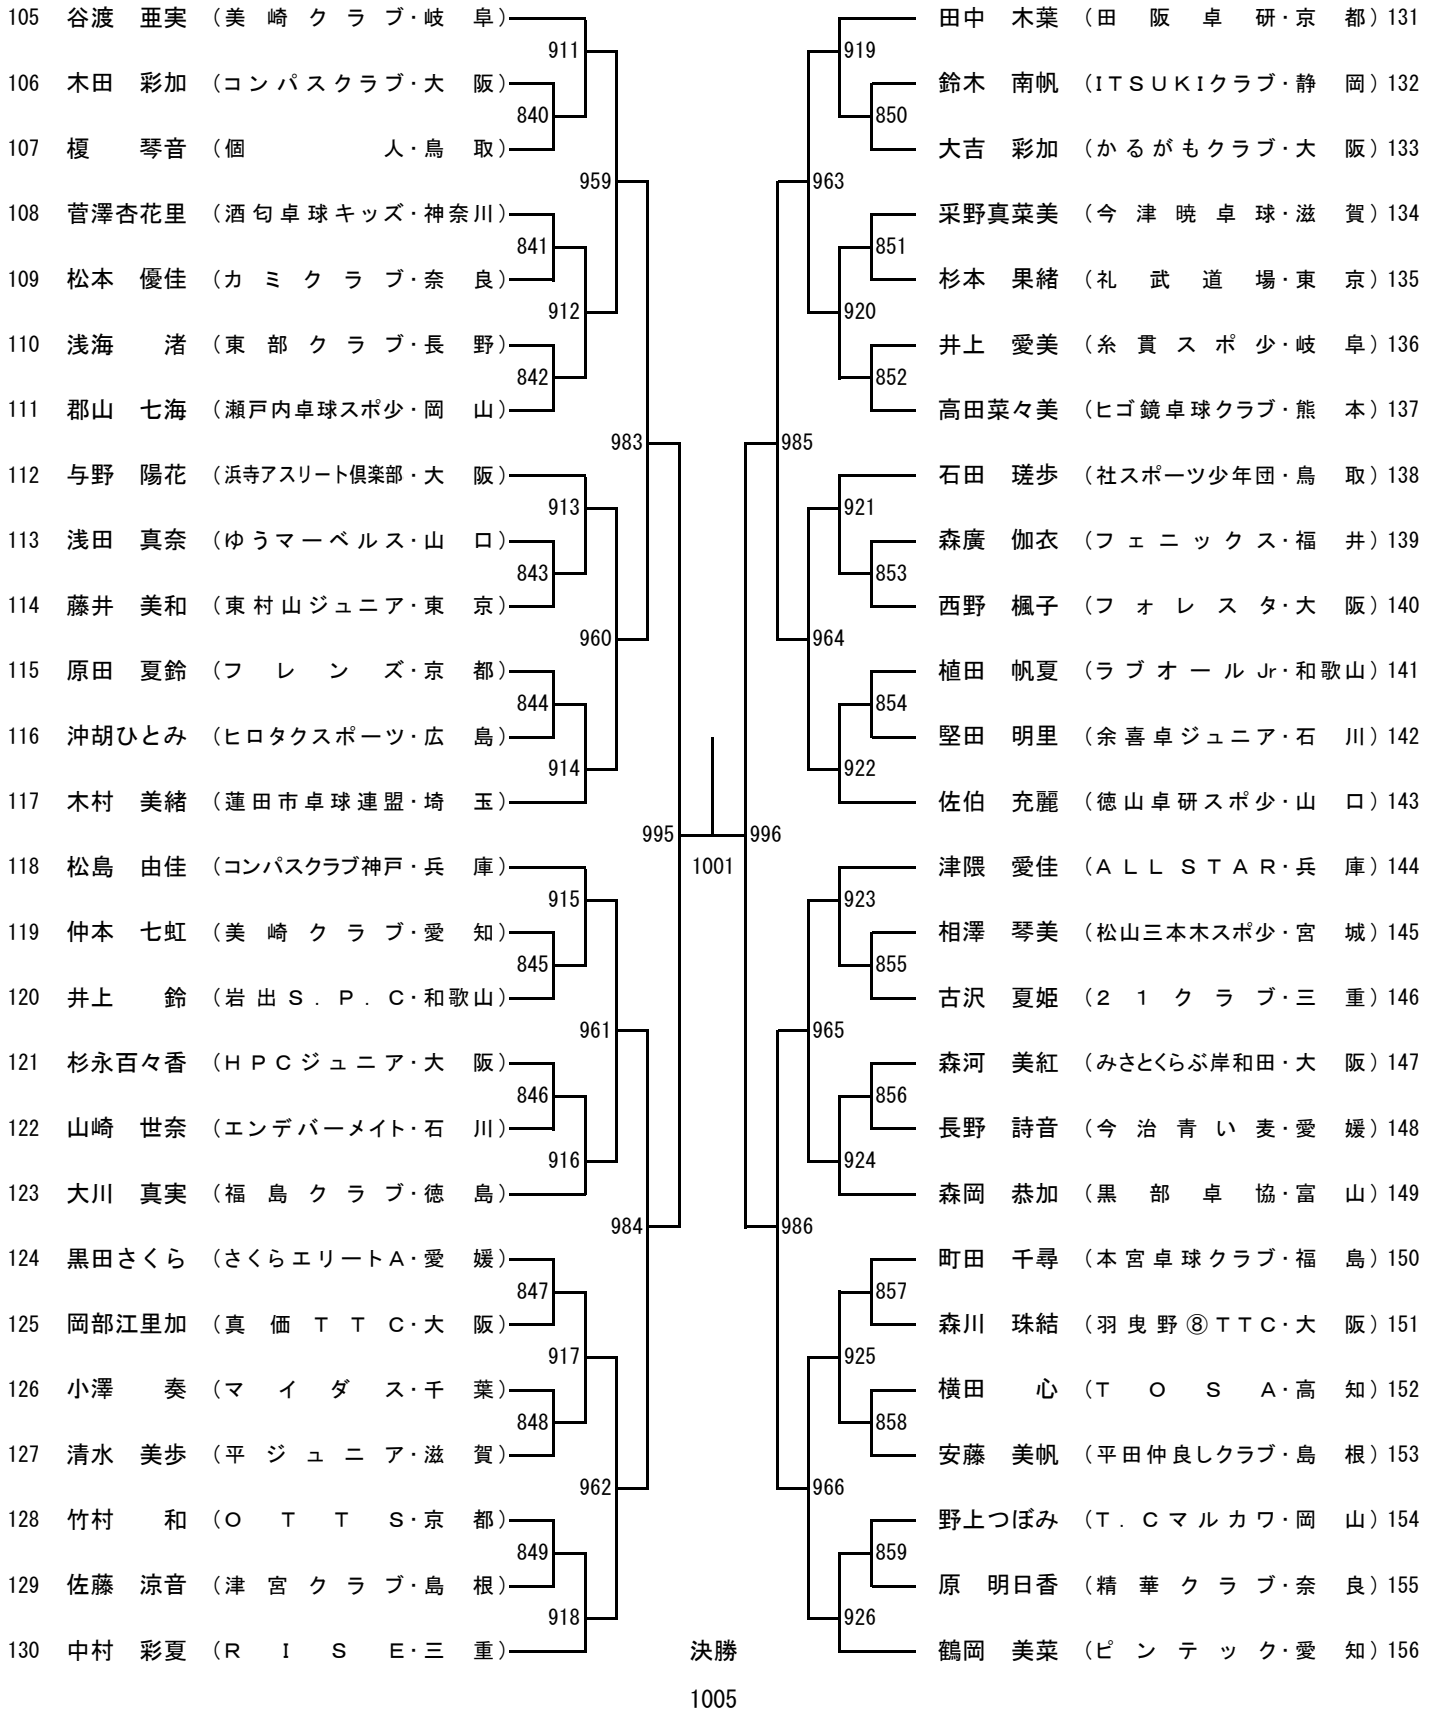 105 谷渡 亜実 (美崎クラブ・岐阜)
911
106 木田 彩加 (コンパスクラブ・大阪)
840
107 榎 琴音 (個人・鳥取)
959
108 菅澤杏花里 (酒匂卓球キッズ・神奈川)
841
109 松本 優佳 (カミクラブ・奈良)
912
110 浅海 渚 (東部クラブ・長野)
842
111 郡山 七海 (瀬戸内卓球スポ少・岡山)
983
112 与野 陽花 (浜寺アスリート倶楽部・大阪)
913
113 浅田 真奈 (ゆうマーベルス・山口)
843
114 藤井 美和 (東村山ジュニア・東京)
960
115 原田 夏鈴 (フレンズ・京都)
844
116 沖胡ひとみ (ヒロタクスポーツ・広島)
914
117 木村 美緒 (蓮田市卓球連盟・埼玉)
995
118 松島 由佳 (コンパスクラブ神戸・兵庫)
915
119 仲本 七虹 (美崎クラブ・愛知)
845
120 井上 鈴 (岩出S.P.C・和歌山)
961
121 杉永百々香 (HPCジュニア・大阪)
846
122 山崎 世奈 (エンデバーメイト・石川)
916
123 大川 真実 (福島クラブ・徳島)
984
124 黒田さくら (さくらエリートA・愛媛)
847
125 岡部江里加 (真価TTC・大阪)
917
126 小澤 奏 (マイダス・千葉)
848
127 清水 美歩 (平ジュニア・滋賀)
962
128 竹村 和 (OTTS・京都)
849
129 佐藤 涼音 (津宮クラブ・島根)
918
130 中村 彩夏 (RISE・三重)
1001
田中 木葉 (田阪卓研・京都) 131
919
鈴木 南帆 (ITSUKIクラブ・静岡) 132
850
大吉 彩加 (かるがもクラブ・大阪) 133
963
采野真菜美 (今津暁卓球・滋賀) 134
851
杉本 果緒 (礼武道場・東京) 135
920
井上 愛美 (糸貫スポ少・岐阜) 136
852
高田菜々美 (ヒゴ鏡卓球クラブ・熊本) 137
985
石田 瑳歩 (社スポーツ少年団・鳥取) 138
921
森廣 伽衣 (フェニックス・福井) 139
853
西野 楓子 (フォレスタ・大阪) 140
964
植田 帆夏 (ラブオールJr・和歌山) 141
854
堅田 明里 (余喜卓ジュニア・石川) 142
922
佐伯 充麗 (徳山卓研スポ少・山口) 143
996
津隈 愛佳 (ALL STAR・兵庫) 144
923
相澤 琴美 (松山三本木スポ少・宮城) 145
855
古沢 夏姫 (21クラブ・三重) 146
965
森河 美紅 (みさとくらぶ岸和田・大阪) 147
856
長野 詩音 (今治青い麦・愛媛) 148
924
森岡 恭加 (黒部卓協・富山) 149
986
町田 千尋 (本宮卓球クラブ・福島) 150
857
森川 珠結 (羽曳野⑧TTC・大阪) 151
925
横田 心 (TOSA・高知) 152
858
安藤 美帆 (平田仲良しクラブ・島根) 153
966
野上つぼみ (T.Cマルカワ・岡山) 154
859
原 明日香 (精華クラブ・奈良) 155
926
鶴岡 美菜 (ピンテック・愛知) 156
決勝
1005